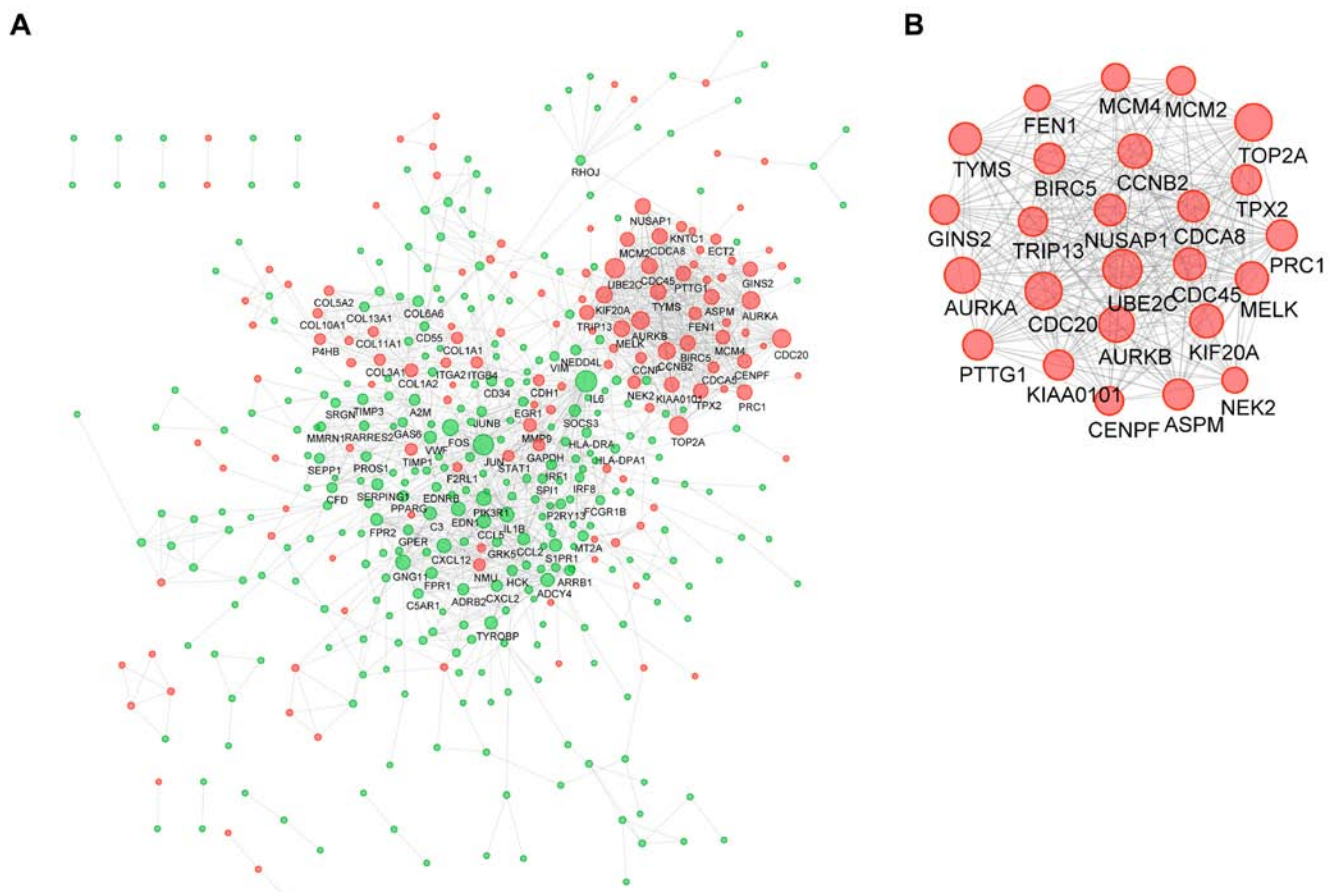 A
B
RHOJ
NUSAP1
KNTC1
MCM2
CDCA8
ECT2
UBE2C
CDC45
PTTG1
GINS2
KIF20A
TYMS
ASPM
AURKA
TRIP13
FEN1
AURKB
MELK
BIRC5
MCM4
CDC20
CCNF
CCNB2
CDCA5
CENPF
NEK2
KIAA0101
TPX2
PRC1
TOP2A
COL5A2
COL13A1
COL6A6
COL10A1
CD55
COL11A1
P4HB
COL1A1
COL3A1
COL1A2
ITGA2
ITGB4
NEDD4L
VIM
CD34
CDH1
IL6
SRGN
TIMP3
A2M
EGR1
SOCS3
MMRN1
RARRES2
GAS6
JUNB
MMP9
HLA-DRA
VWF
FOS
GAPDH
SEPP1
PROS1
TIMP1
JUN
STAT1
HLA-DPA1
F2RL1
IRF1
CFD
SERPING1
EDNRB
SPI1
IRF8
PPARG
PIK3R1
P2RY13
FCGR1B
FPR2
C3
EDN1
IL1B
GPER
CCL5
MT2A
CXCL12
GRK5
CCL2
S1PR1
GNG11
FPR1
NMU
HCK
ARRB1
C5AR1
ADRB2
CXCL2
ADCY4
TYROBP
MCM4
MCM2
FEN1
TOP2A
TYMS
BIRC5
CCNB2
TPX2
GINS2
TRIP13
NUSAP1
CDCA8
PRC1
AURKA
CDC20
UBE2C
CDC45
MELK
AURKB
KIF20A
PTTG1
KIAA0101
CENPF
ASPM
NEK2